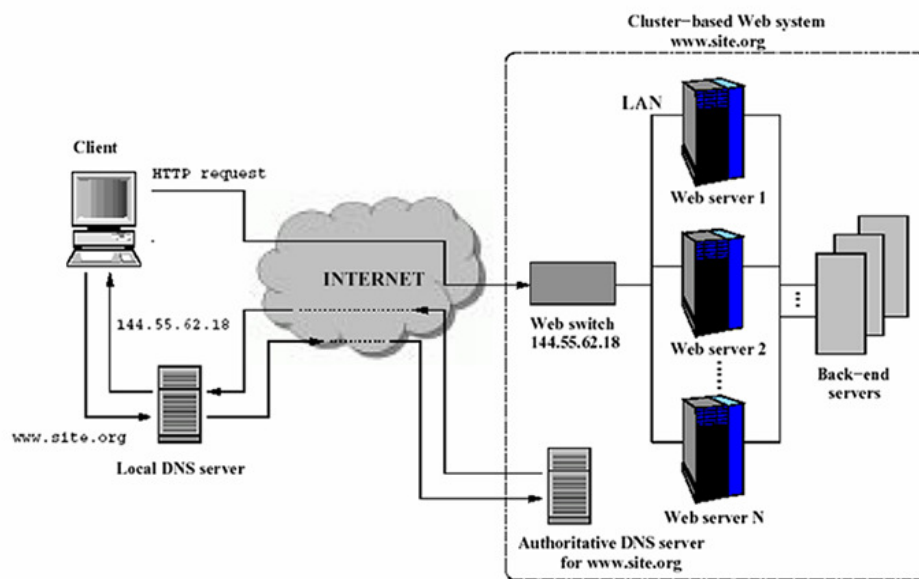 Cluster-based Web system
www.site.org
LAN
Client
HTTP request
Web server 1
INTERNET
Web switch
144.55.62.18
144.55.62.18
Web server 2
Back-end
servers
www.site.org
Local DNS server
Web server N
Authoritative DNS server
for www.site.org